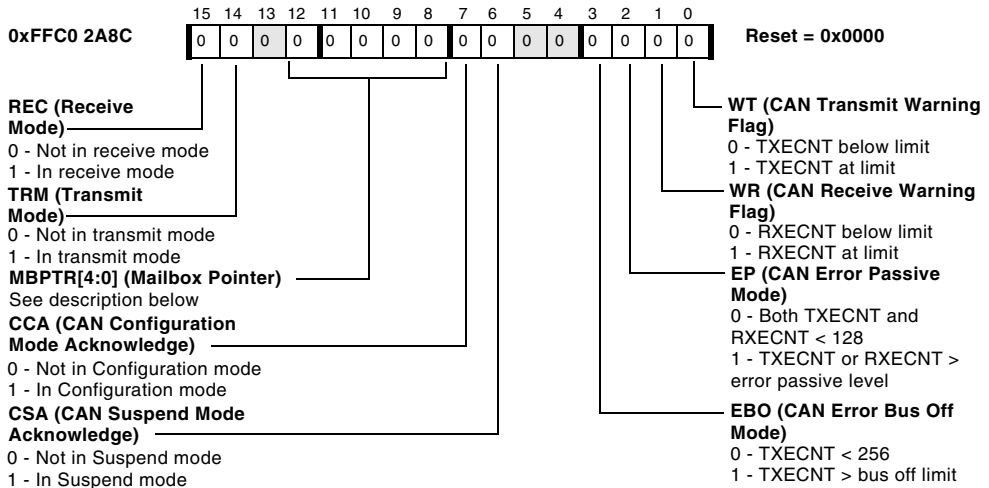 15 14 13 12 11 10 9 8 7 6 5 4 3 2 1 0
0xFFC0 2A8C
0 0 0 0 0 0 0 0 0 0 0 0 0 0 0 0
Reset = 0x0000
REC (Receive
Mode)
0 - Not in receive mode
1 - In receive mode
TRM (Transmit
Mode)
0 - Not in transmit mode
1 - In transmit mode
MBPTR[4:0] (Mailbox Pointer)
See description below
CCA (CAN Configuration
Mode Acknowledge)
0 - Not in Configuration mode
1 - In Configuration mode
CSA (CAN Suspend Mode
Acknowledge)
0 - Not in Suspend mode
1 - In Suspend mode
WT (CAN Transmit Warning
Flag)
0 - TXECNT below limit
1 - TXECNT at limit
WR (CAN Receive Warning
Flag)
0 - RXECNT below limit
1 - RXECNT at limit
EP (CAN Error Passive
Mode)
0 - Both TXECNT and
RXECNT < 128
1 - TXECNT or RXECNT >
error passive level
EBO (CAN Error Bus Off
Mode)
0 - TXECNT < 256
1 - TXECNT > bus off limit